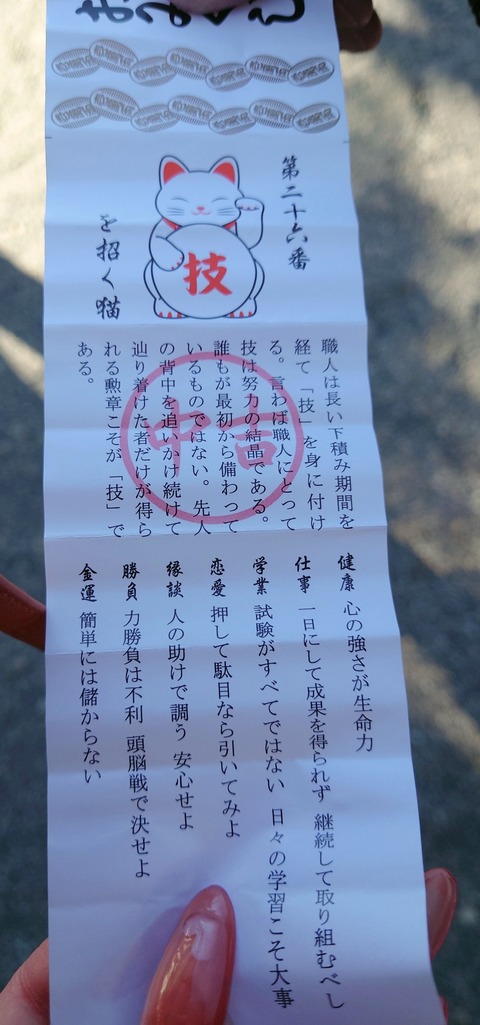 おみくじ
第二十六番
技
を招く猫
中吉
職人は長い下積み期間を
経て「技」を身に付け
る。言わば職人にとって
技は努力の結晶である。
誰もが最初から備わって
いるものではない。先人
の背中を追いかけ続けて
辿り着けた者だけが得ら
れる勲章こそが「技」で
ある。
健康 心の強さが生命力
仕事 一日にして成果を得られず 継続して取り組むべし
学業 試験がすべてではない 日々の学習こそ大事
恋愛 押して駄目なら引いてみよ
縁談 人の助けで調う 安心せよ
勝負 力勝負は不利 頭脳戦で決せよ
金運 簡単には儲からない